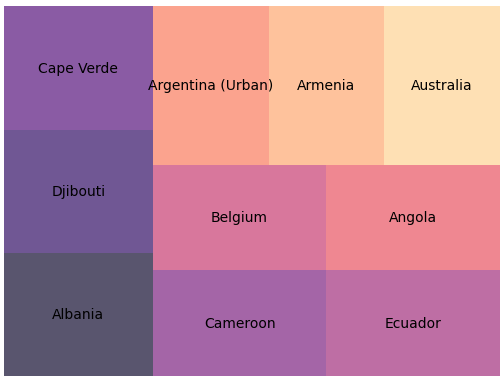 Cape Verde
Argentina (Urban)
Armenia
Australia
Djibouti
Belgium
Angola
Albania
Cameroon
Ecuador